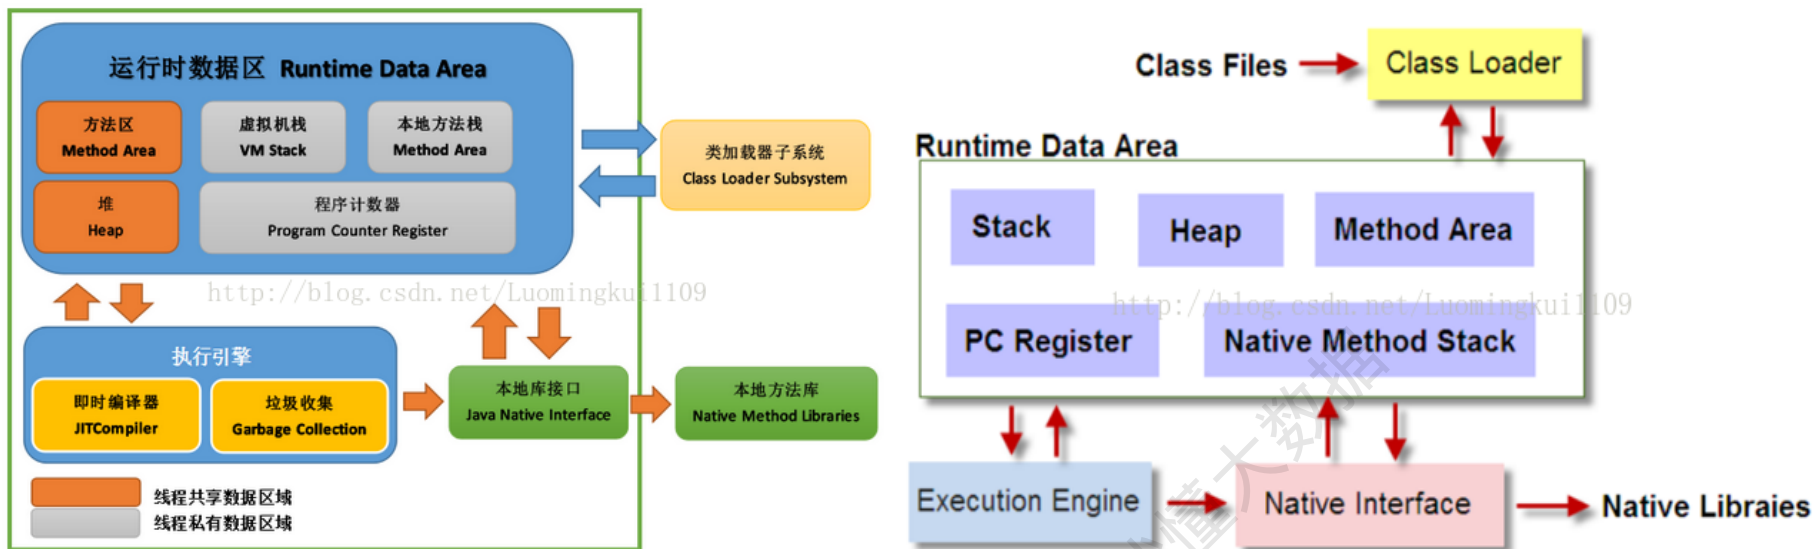 运行时数据区 Runtime Data Area
方法区
Method Area
虚拟机栈
VM Stack
本地方法栈
Method Area
堆
Heap
程序计数器
Program Counter Register
类加载器子系统
Class Loader Subsystem
http://blog.csdn.net/Luomingkui1109
执行引擎
即时编译器
JITCompiler
垃圾收集
Garbage Collection
本地库接口
Java Native Interface
本地方法库
Native Method Libraries
线程共享数据区域
线程私有数据区域
Class Files
Class Loader
Runtime Data Area
Stack
Heap
Method Area
http://blog.csdn.net/Luomingkui1109
PC Register
Native Method Stack
Execution Engine
Native Interface
Native Libraies
懂大数据